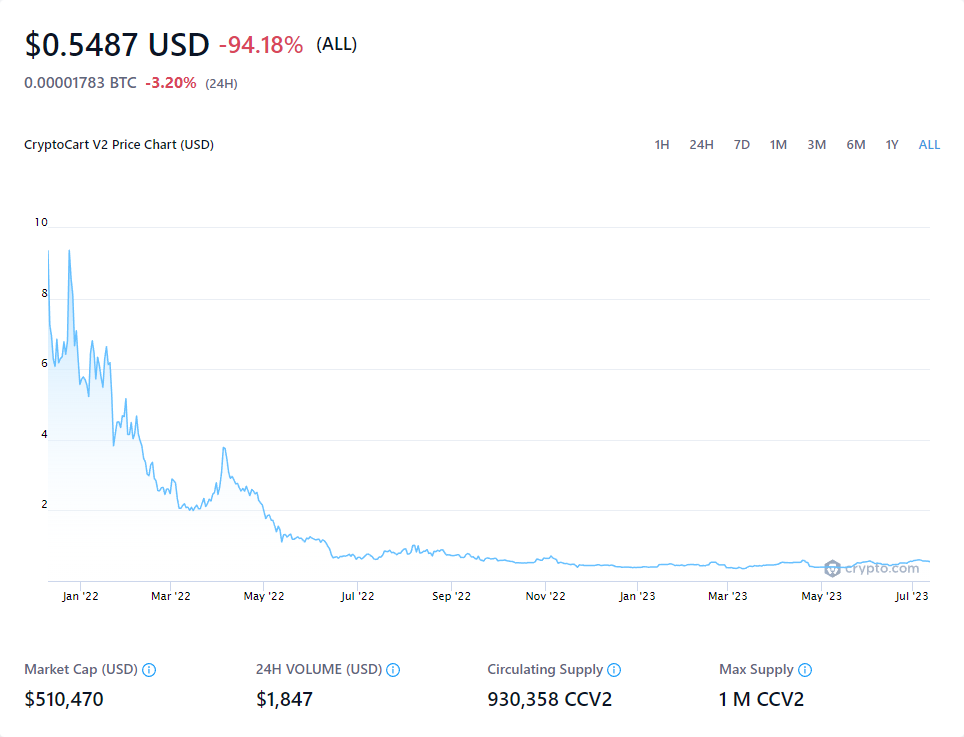 $0.5487 USD -94.18% (ALL)
0.00001783 BTC -3.20% (24H)
CryptoCart V2 Price Chart (USD) 1H 24H 7D 1M 3M 6M 1Y ALL
10
8
6
4
2
crypto.com
Jan '22 Mar '22 May '22 Jul '22 Sep '22 Nov '22 Jan '23 Mar '23 May '23 Jul '23
Market Cap (USD) 24H VOLUME (USD) Circulating Supply Max Supply
$510,470 $1,847 930,358 CCV2 1 M CCV2